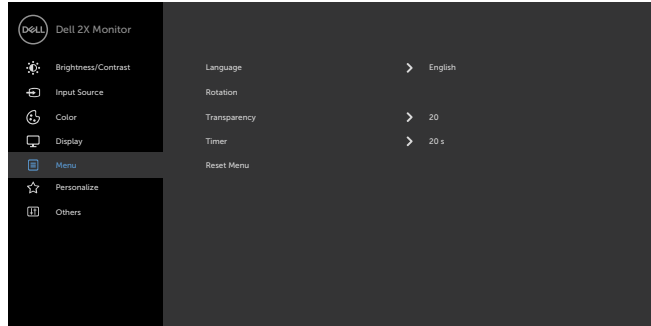 DELL Dell 2X Monitor
Brightness/Contrast
Input Source
Color
Display
Menu
Personalize
Others
Language English
Rotation
Transparency 20
Timer 20 s
Reset Menu